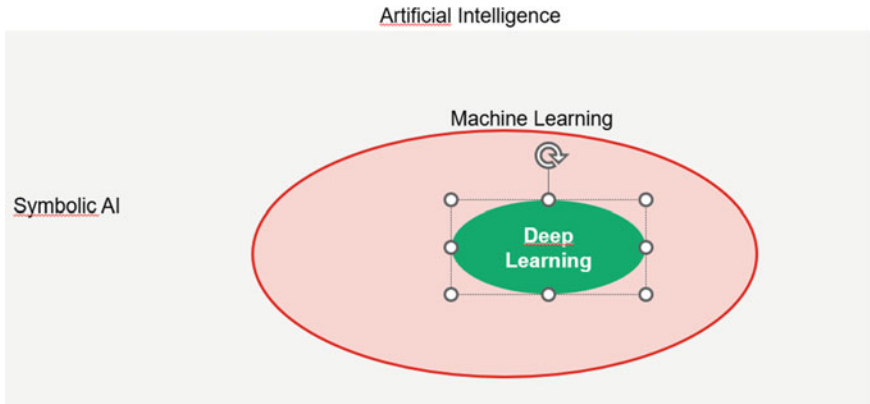 Artificial Intelligence
Machine Learning
Symbolic AI
Deep
Learning